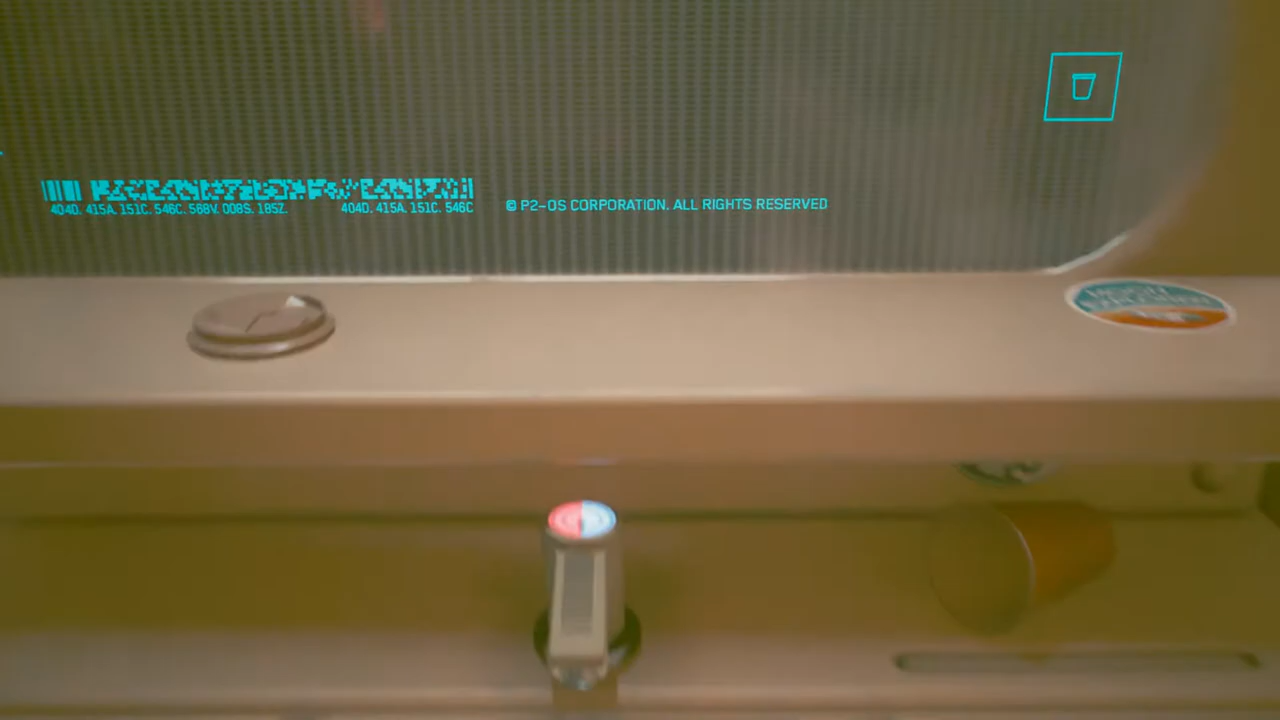 404D. 415A. 151C. 546C. 568V. 008S. 185Z. 404D. 415A. 151C. 546C
© P2-OS CORPORATION. ALL RIGHTS RESERVED